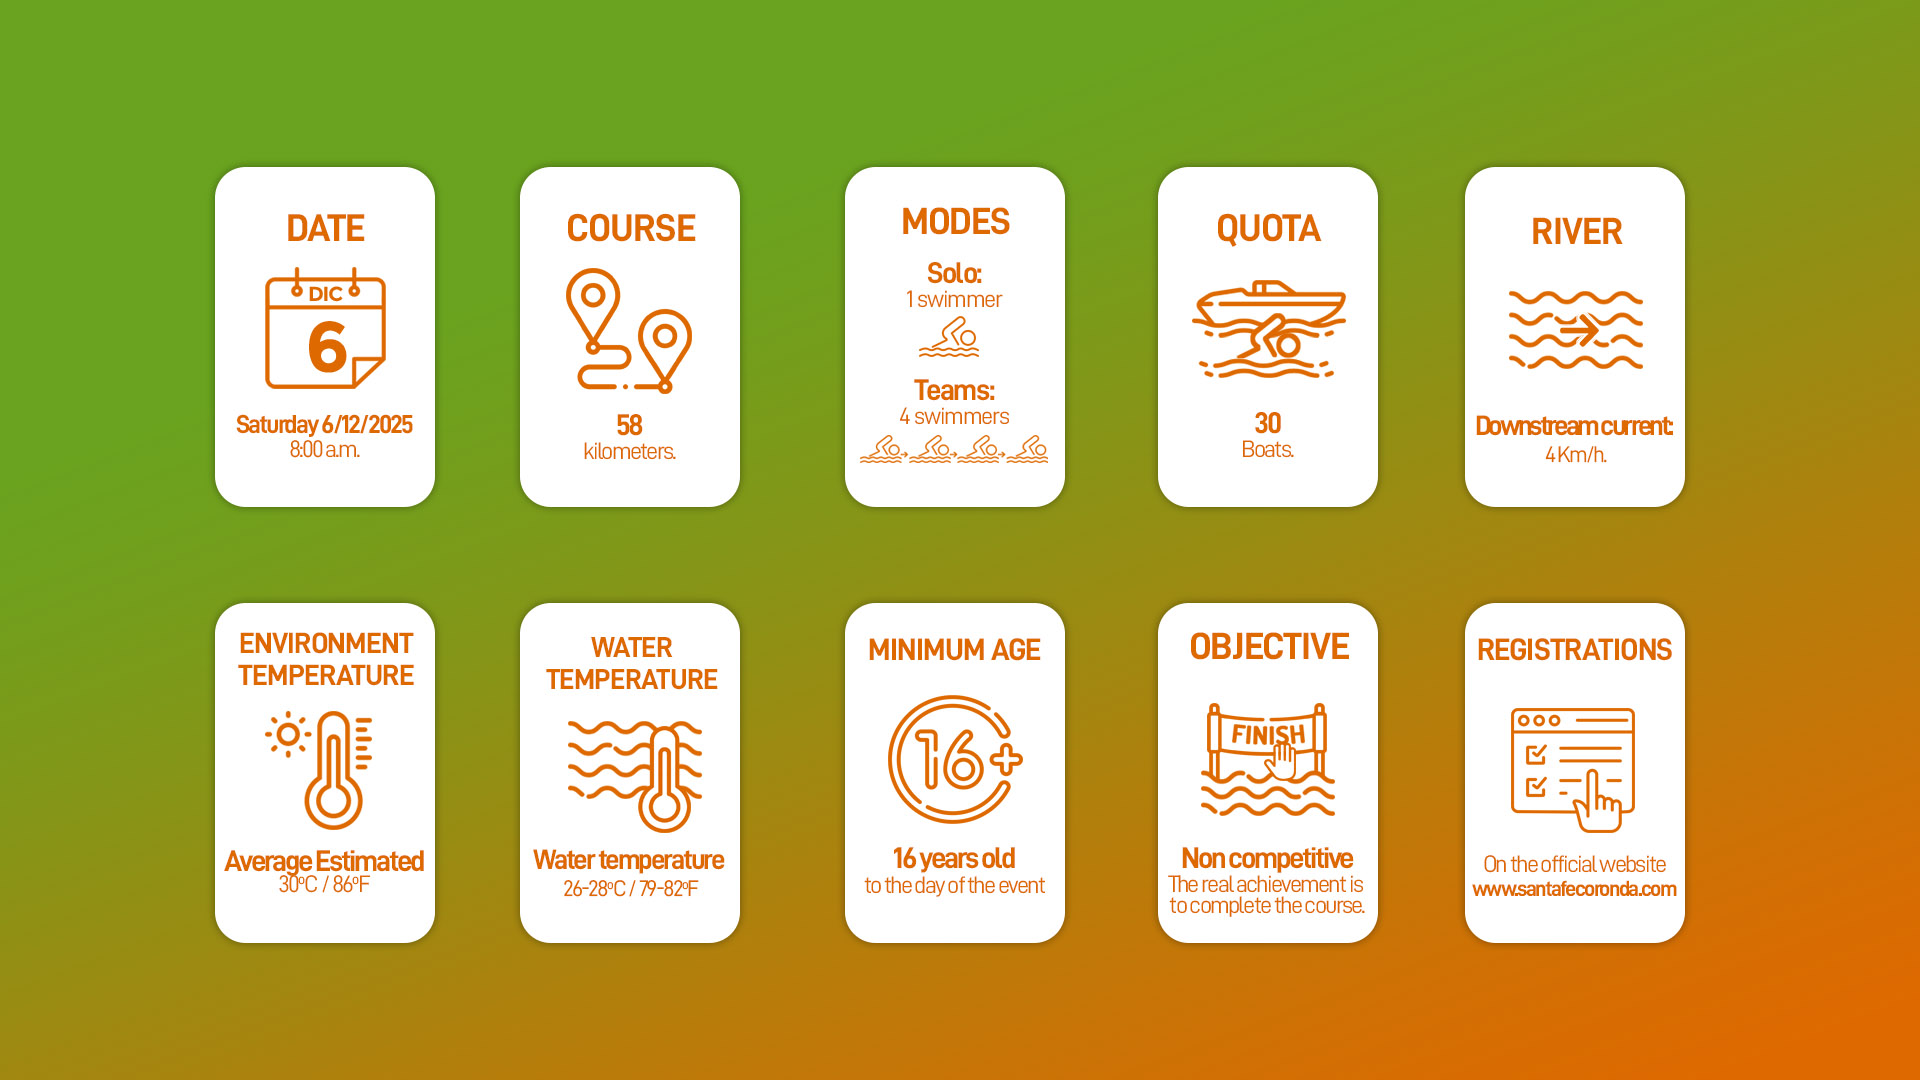 DATE
DIC
6
Saturday 6/12/2025
8:00 a.m.
COURSE
58
kilometers.
MODES
Solo:
1 swimmer
Teams:
4 swimmers
QUOTA
30
Boats.
RIVER
Downstream current:
4 Km/h.
ENVIRONMENT
TEMPERATURE
Average Estimated
30ºC / 86ºF
WATER
TEMPERATURE
Water temperature
26-28ºC / 79-82ºF
MINIMUM AGE
16+
16 years old
to the day of the event
OBJECTIVE
FINISH
Non competitive
The real achievement is
to complete the course.
REGISTRATIONS
On the official website
www.santafecoronda.com